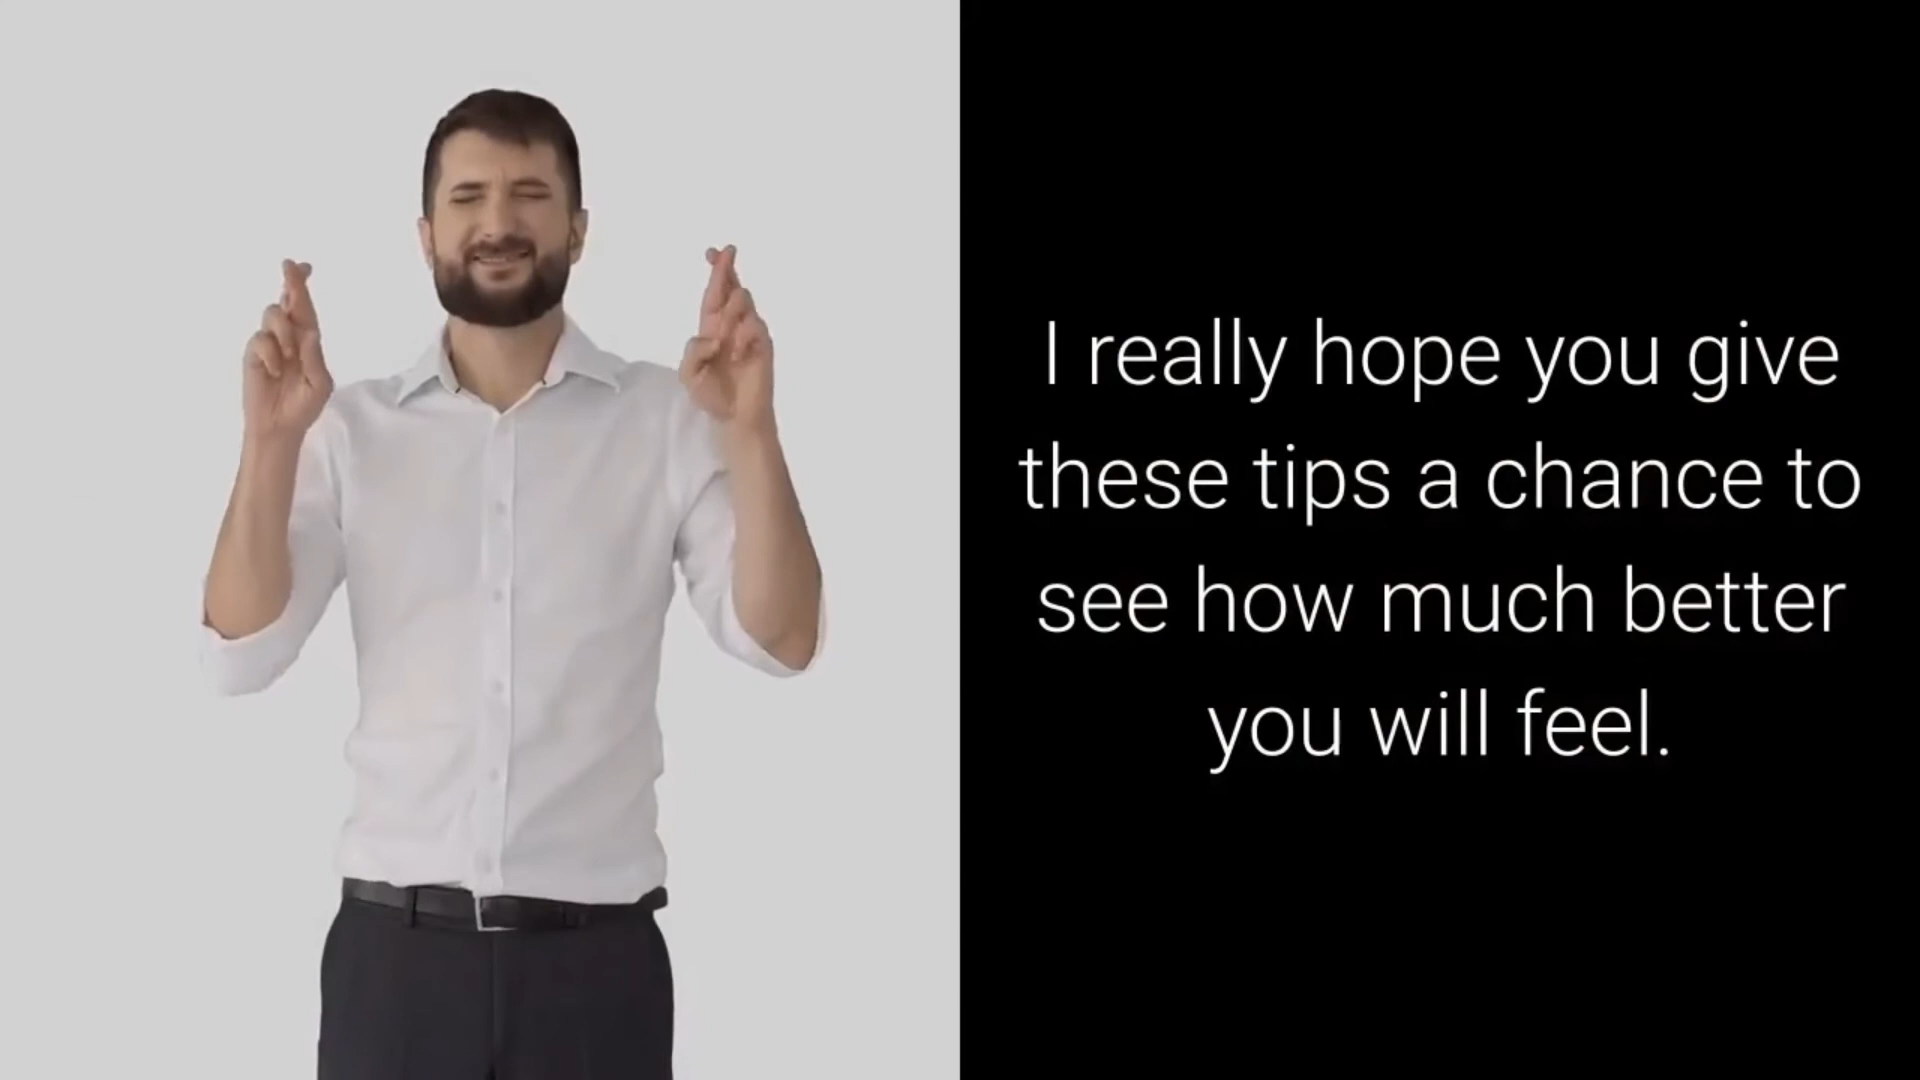 I really hope you give
these tips a chance to
see how much better
you will feel.